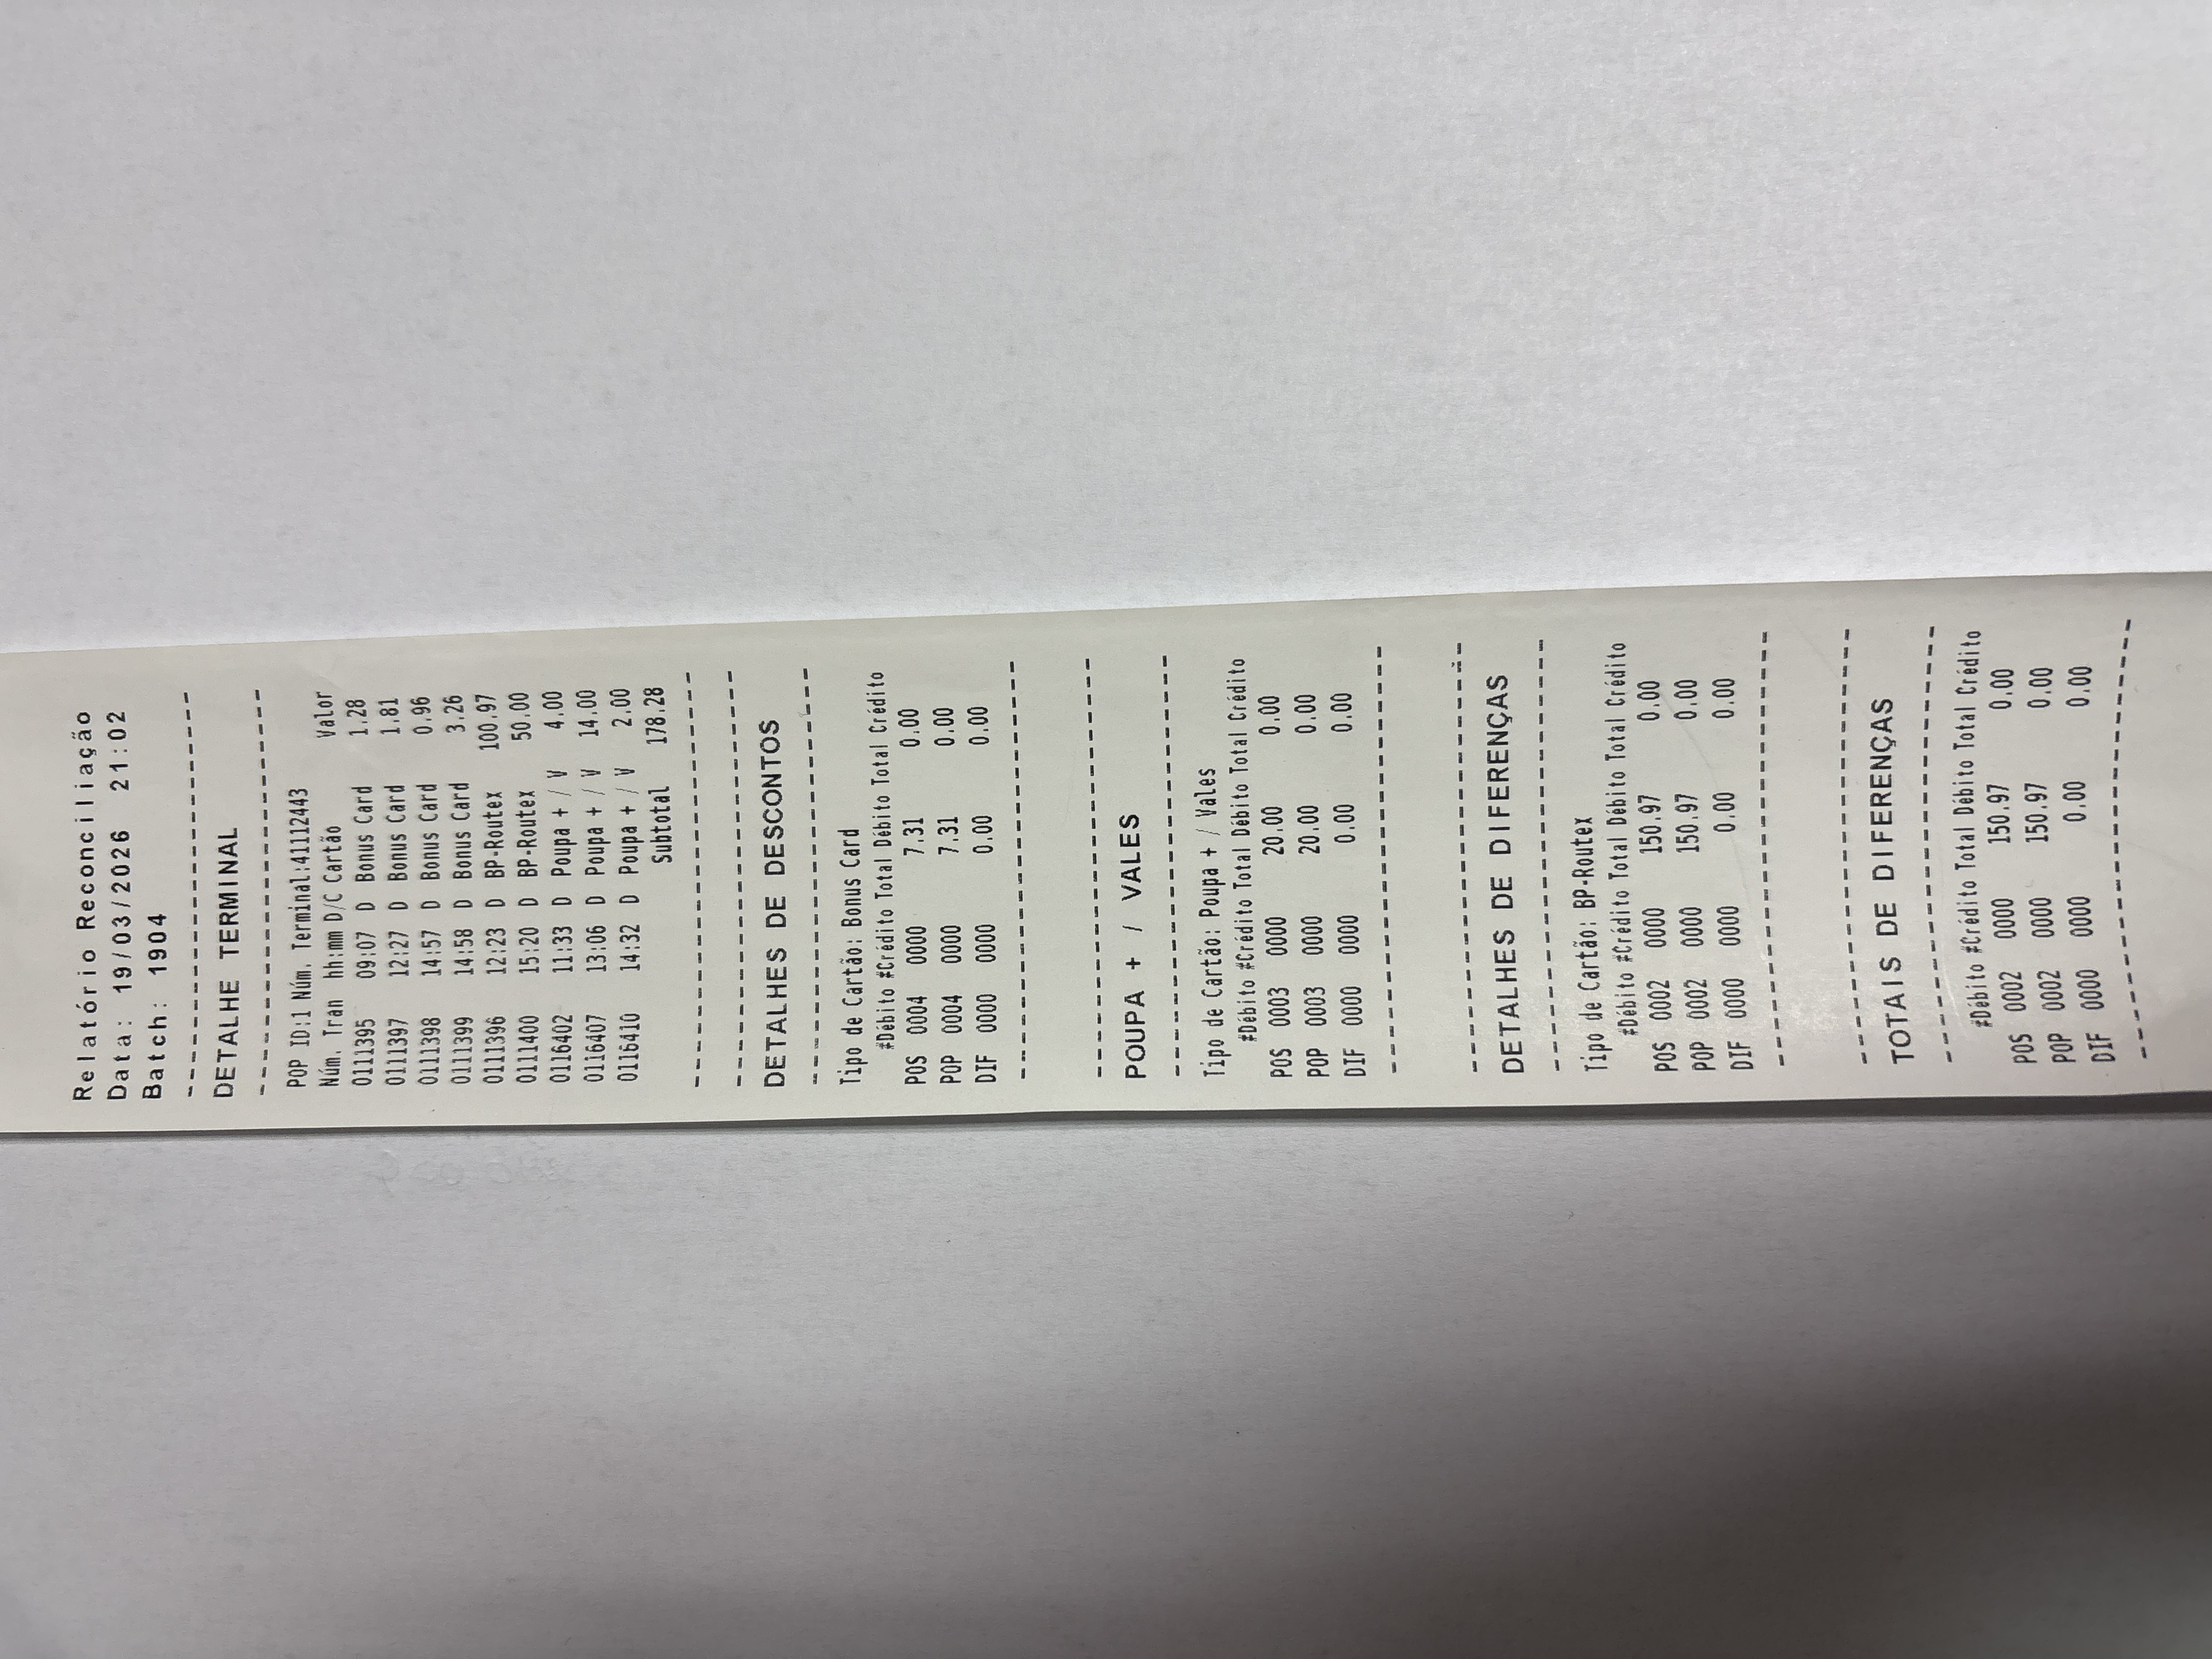 Relatório Reconciliação
Data: 19/03/2026 21:02
Batch: 1904
--------------------------------
DETALHE TERMINAL
--------------------------------
POP ID:1 Núm. Terminal:41112443
Núm. Tran hh:mm D/C Cartão Valor
0111395 09:07 D Bonus Card 1.28
0111397 12:27 D Bonus Card 1.81
0111398 14:57 D Bonus Card 0.96
0111399 14:58 D Bonus Card 3.26
0111396 12:23 D BP-Routex 100.97
0111400 15:20 D BP-Routex 50.00
0116402 11:33 D Poupa + / V 4.00
0116407 13:06 D Poupa + / V 14.00
0116410 14:32 D Poupa + / V 2.00
Subtotal 178.28
--------------------------------
--------------------------------
DETALHES DE DESCONTOS
--------------------------------
Tipo de Cartão: Bonus Card
#Débito #Crédito Total Débito Total Crédito
POS 0004 0000 7.31 0.00
POP 0004 0000 7.31 0.00
DIF 0000 0000 0.00 0.00
--------------------------------
--------------------------------
POUPA + / VALES
--------------------------------
Tipo de Cartão: Poupa + / Vales
#Débito #Crédito Total Débito Total Crédito
POS 0003 0000 20.00 0.00
POP 0003 0000 20.00 0.00
DIF 0000 0000 0.00 0.00
--------------------------------
--------------------------------
DETALHES DE DIFERENÇAS
--------------------------------
Tipo de Cartão: BP-Routex
#Débito #Crédito Total Débito Total Crédito
POS 0002 0000 150.97 0.00
POP 0002 0000 150.97 0.00
DIF 0000 0000 0.00 0.00
--------------------------------
--------------------------------
TOTAIS DE DIFERENÇAS
--------------------------------
#Débito #Crédito Total Débito Total Crédito
POS 0002 0000 150.97 0.00
POP 0002 0000 150.97 0.00
DIF 0000 0000 0.00 0.00
--------------------------------